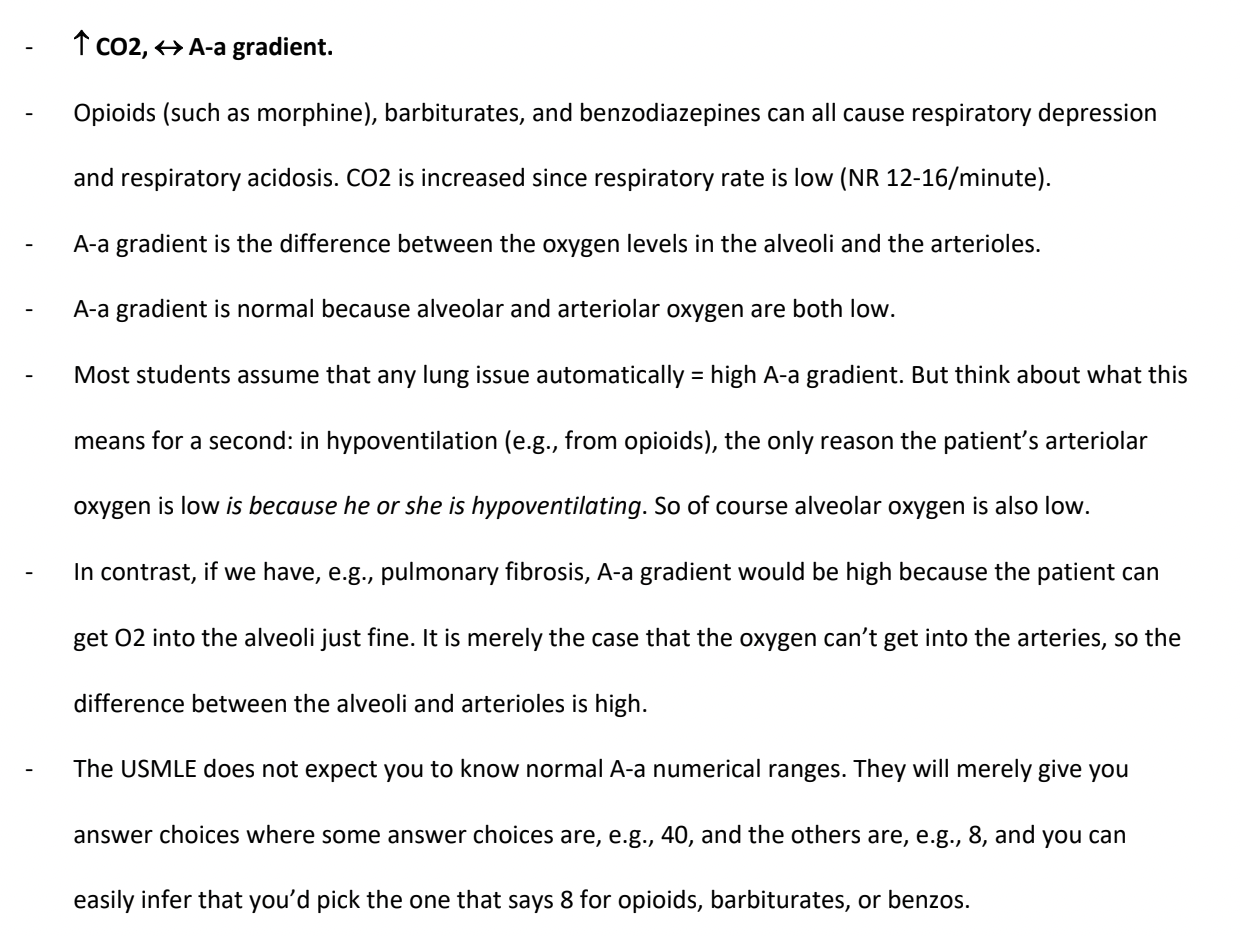 - ↑ CO2, ↔ A-a gradient.
- Opioids (such as morphine), barbiturates, and benzodiazepines can all cause respiratory depression
and respiratory acidosis. CO2 is increased since respiratory rate is low (NR 12-16/minute).
- A-a gradient is the difference between the oxygen levels in the alveoli and the arterioles.
- A-a gradient is normal because alveolar and arteriolar oxygen are both low.
- Most students assume that any lung issue automatically = high A-a gradient. But think about what this
means for a second: in hypoventilation (e.g., from opioids), the only reason the patient's arteriolar
oxygen is low is because he or she is hypoventilating. So of course alveolar oxygen is also low.
- In contrast, if we have, e.g., pulmonary fibrosis, A-a gradient would be high because the patient can
get O2 into the alveoli just fine. It is merely the case that the oxygen can't get into the arteries, so the
difference between the alveoli and arterioles is high.
- The USMLE does not expect you to know normal A-a numerical ranges. They will merely give you
answer choices where some answer choices are, e.g., 40, and the others are, e.g., 8, and you can
easily infer that you'd pick the one that says 8 for opioids, barbiturates, or benzos.